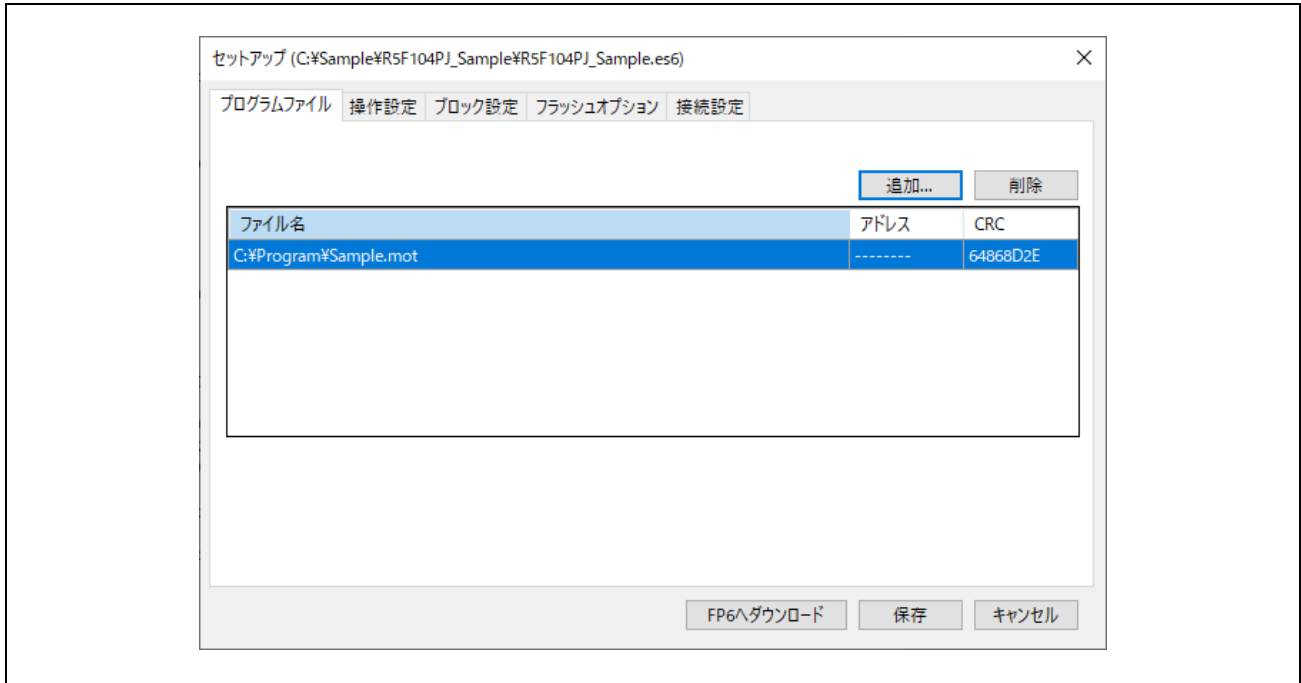 セットアップ (C:¥Sample¥R5F104PJ_Sample¥R5F104PJ_Sample.es6)
プログラムファイル 操作設定 ブロック設定 フラッシュオプション 接続設定
追加... 削除
ファイル名 アドレス CRC
C:¥Program¥Sample.mot -------- 64868D2E
FP6へダウンロード 保存 キャンセル